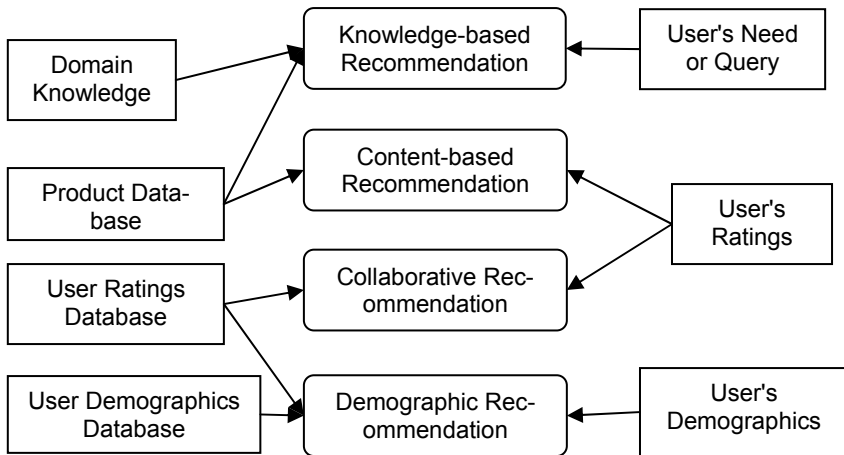 Knowledge-based
Recommendation
User's Need
or Query
Domain
Knowledge
Content-based
Recommendation
Product Data-
base
User's
Ratings
User Ratings
Database
Collaborative Rec-
ommendation
User Demographics
Database
Demographic Rec-
ommendation
User's
Demographics